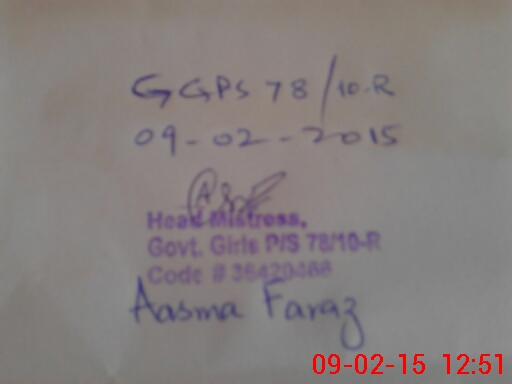 GGPS 78/10-R
09-02-2015
Head Mistress,
Govt. Girls P/S 78/10-R
Code #
Aasma Faraz
09-02-15 12:51